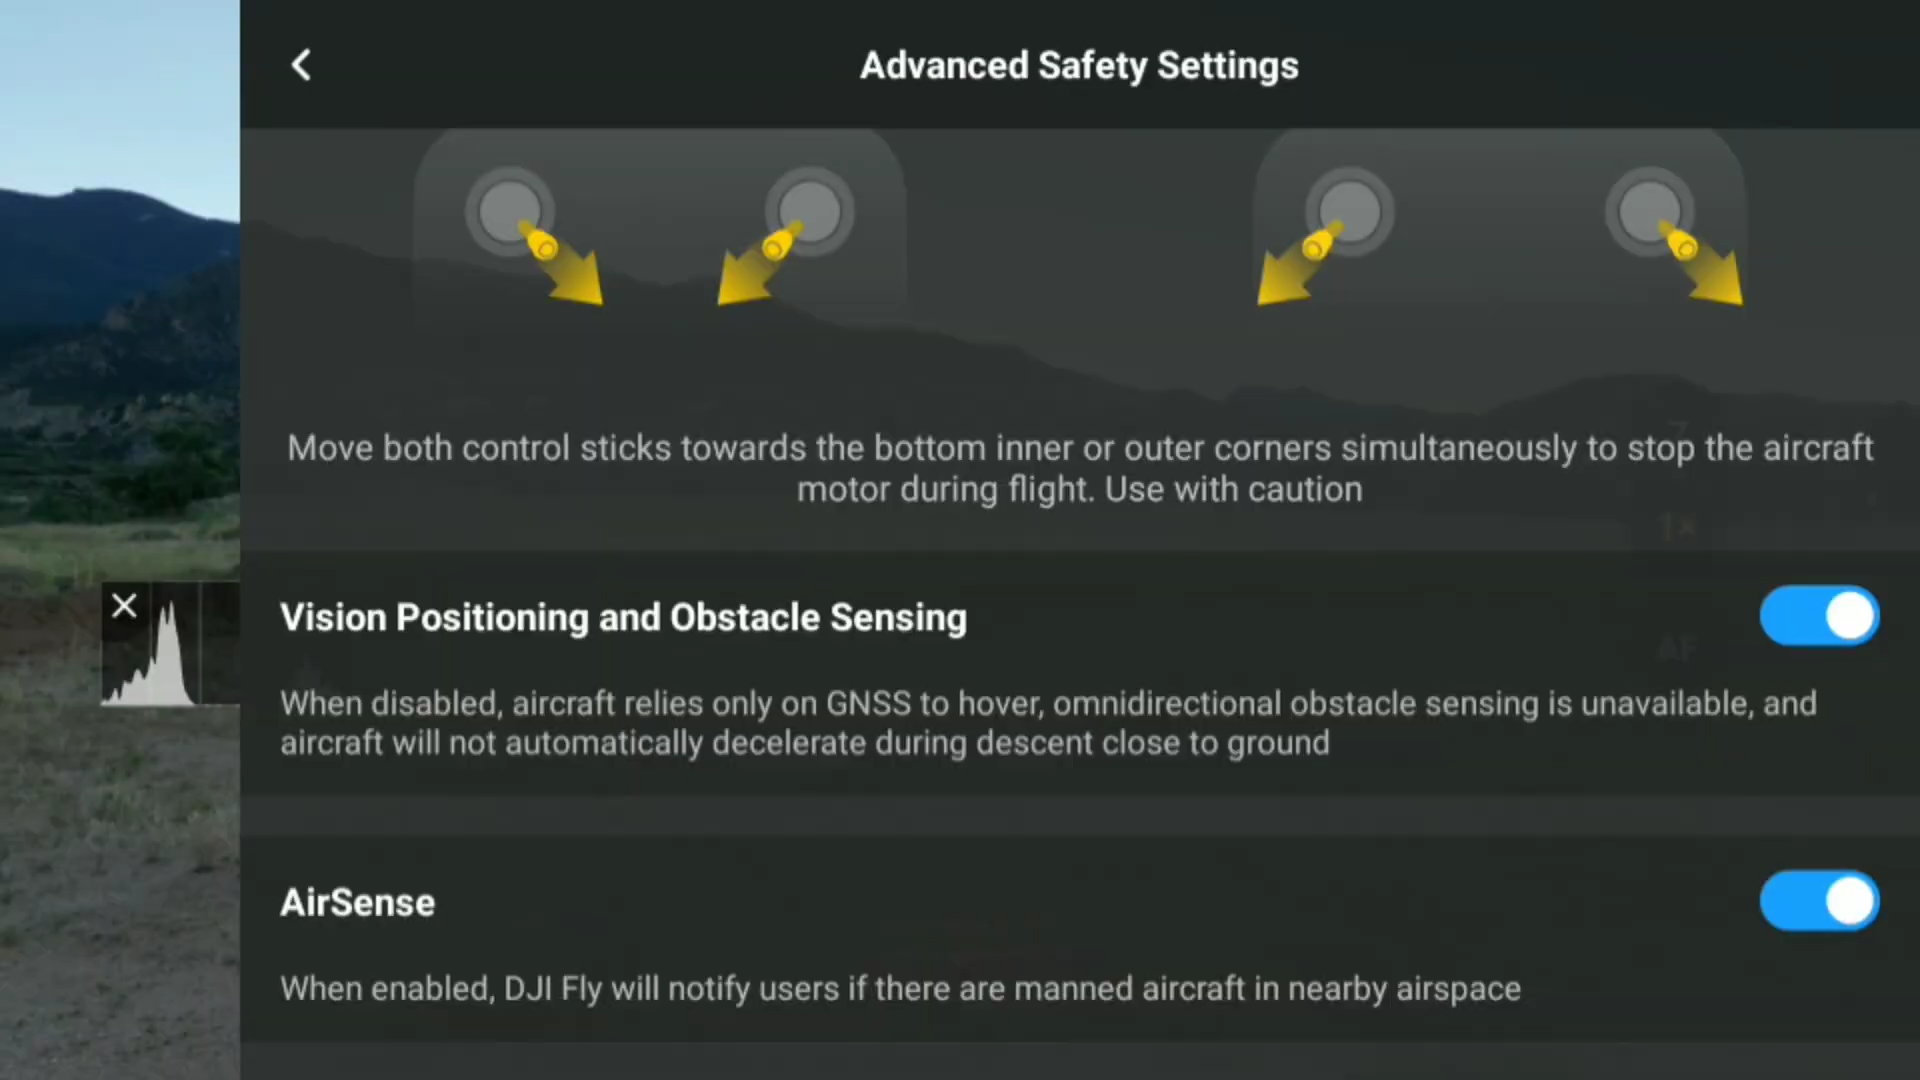 Advanced Safety Settings
Move both control sticks towards the bottom inner or outer corners simultaneously to stop the aircraft
motor during flight. Use with caution
1×
Vision Positioning and Obstacle Sensing
AF
When disabled, aircraft relies only on GNSS to hover, omnidirectional obstacle sensing is unavailable, and
aircraft will not automatically decelerate during descent close to ground
AirSense
When enabled, DJI Fly will notify users if there are manned aircraft in nearby airspace